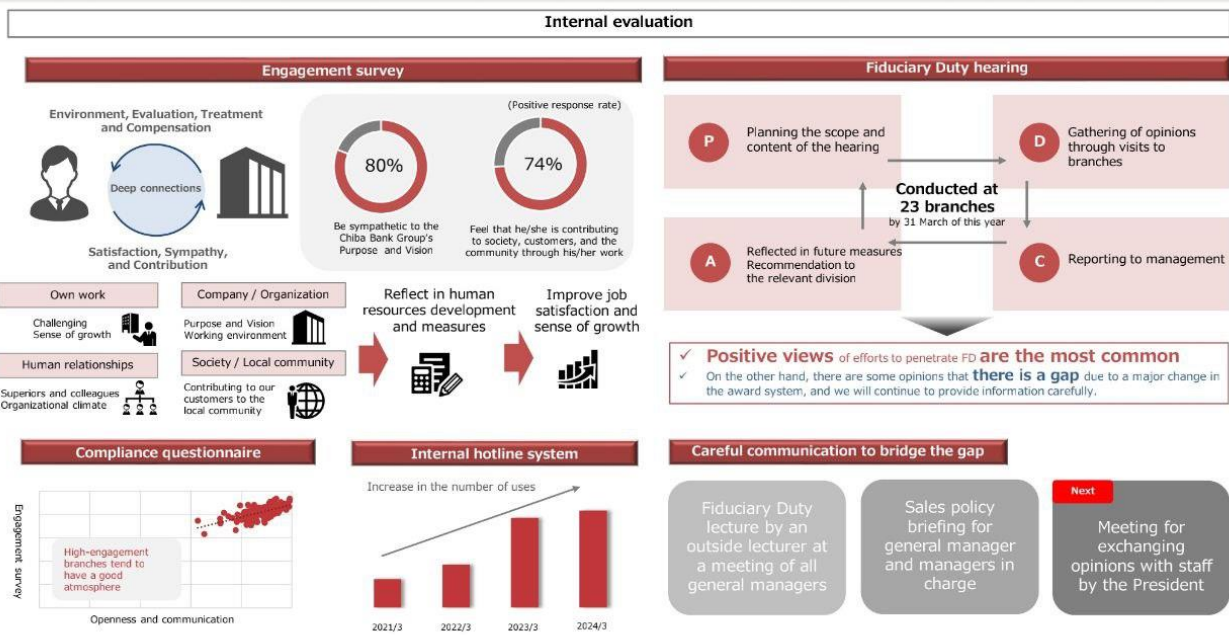 Internal evaluation
Engagement survey
Environment, Evaluation, Treatment
and Compensation
Deep connections
Satisfaction, Sympathy,
and Contribution
(Positive response rate)
80%
Be sympathetic to the
Chiba Bank Group's
Purpose and Vision
74%
Feel that he/she is contributing
to society, customers, and the
community through his/her work
Own work
Challenging
Sense of growth
Company / Organization
Purpose and Vision
Working environment
Human relationships
Superiors and colleagues
Organizational climate
Society / Local community
Contributing to our
customers to the
local community
Reflect in human
resources development
and measures
Improve job
satisfaction and
sense of growth
Fiduciary Duty hearing
P
Planning the scope and
content of the hearing
D
Gathering of opinions
through visits to
branches
Conducted at
23 branches
by 31 March of this year
A
Reflected in future measures
Recommendation to
the relevant division
C
Reporting to management
✓ Positive views of efforts to penetrate FD are the most common
✓ On the other hand, there are some opinions that there is a gap due to a major change in
the award system, and we will continue to provide information carefully.
Compliance questionnaire
Engagement survey
High-engagement
branches tend to
have a good
atmosphere
Openness and communication
Internal hotline system
Increase in the number of uses
2021/3
2022/3
2023/3
2024/3
Careful communication to bridge the gap
Fiduciary Duty
lecture by an
outside lecturer at
a meeting of all
general managers
Sales policy
briefing for
general manager
and managers in
charge
Next
Meeting for
exchanging
opinions with staff
by the President